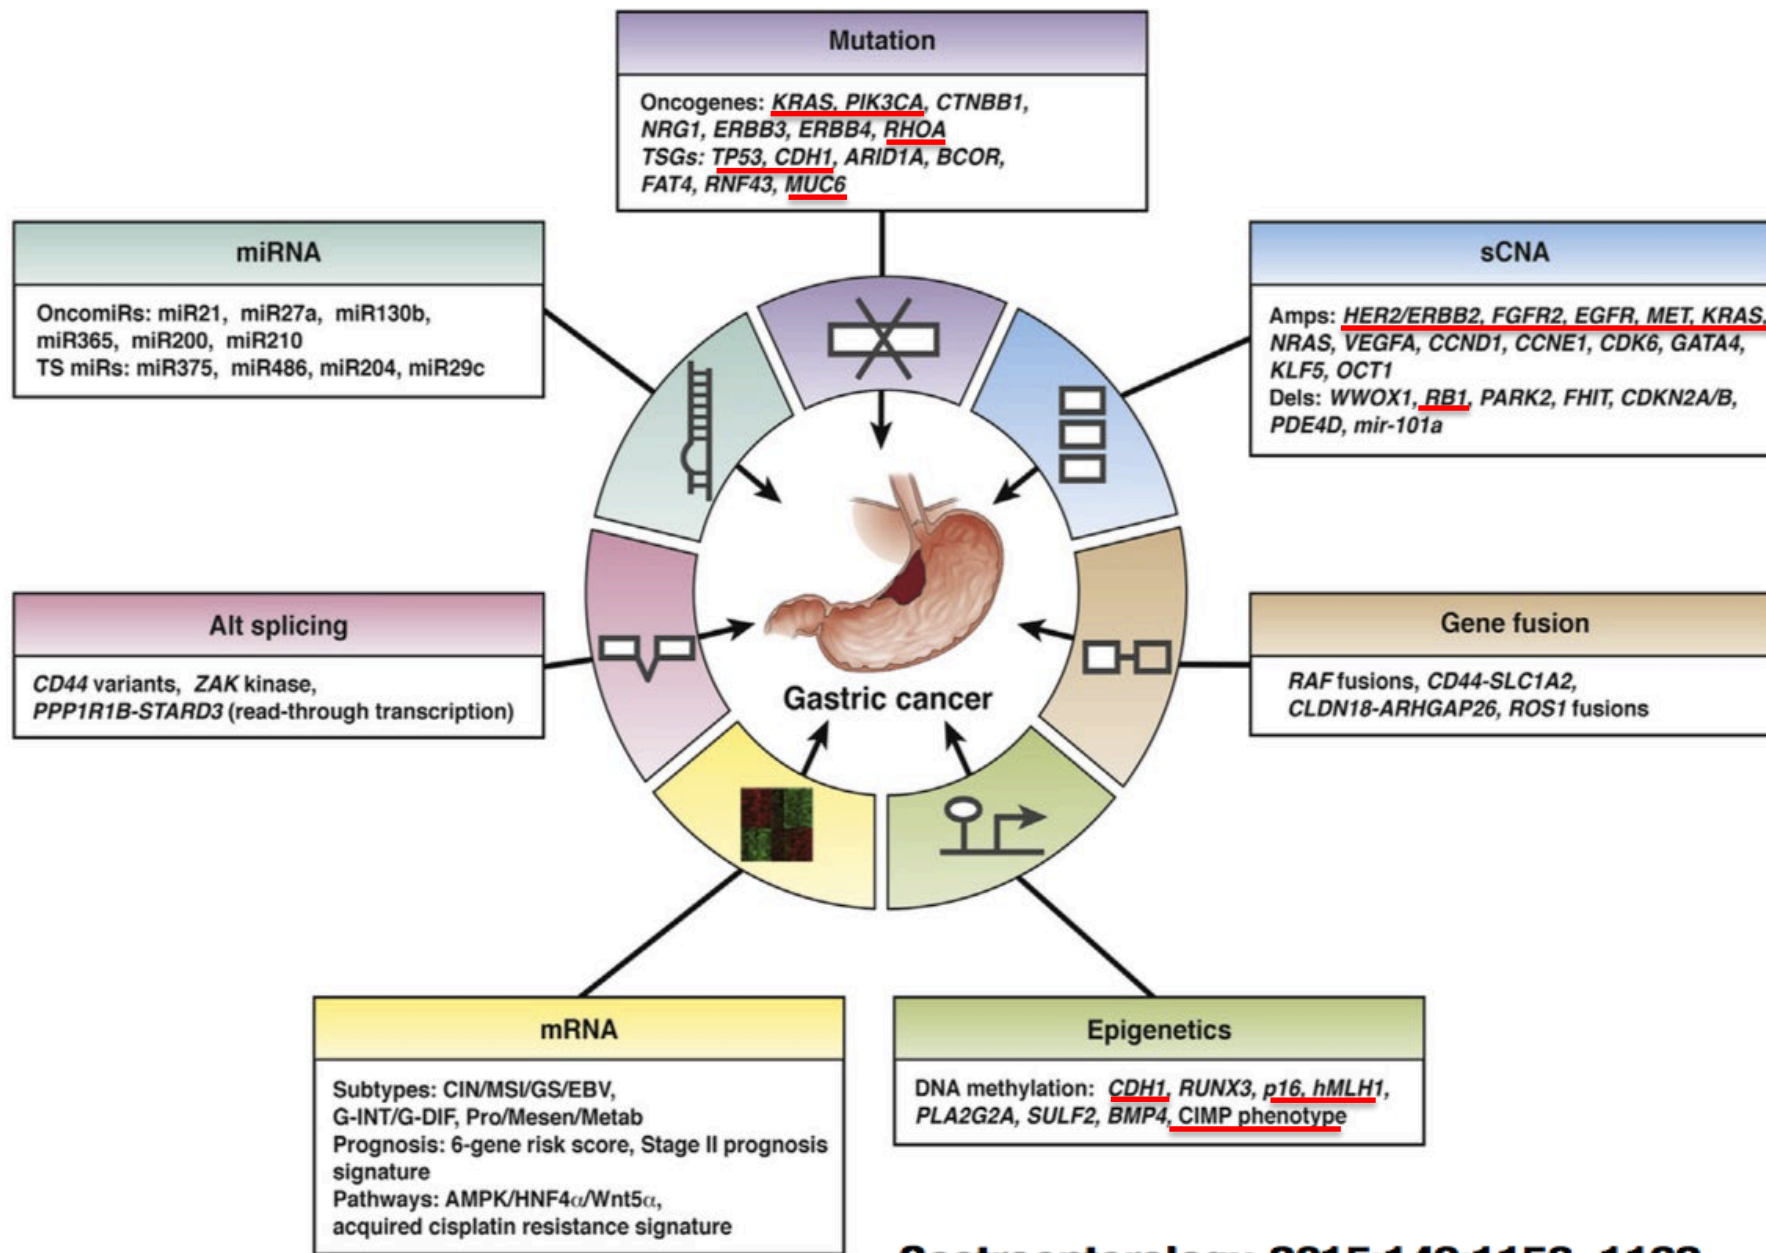 Mutation
Oncogenes: KRAS, PIK3CA, CTNBB1,
NRG1, ERBB3, ERBB4, RHOA
TSGs: TP53, CDH1, ARID1A, BCOR,
FAT4, RNF43, MUC6
miRNA
OncomiRs: miR21, miR27a, miR130b,
miR365, miR200, miR210
TS miRs: miR375, miR486, miR204, miR29c
sCNA
Amps: HER2/ERBB2, FGFR2, EGFR, MET, KRAS,
NRAS, VEGFA, CCND1, CCNE1, CDK6, GATA4,
KLF5, OCT1
Dels: WWOX1, RB1, PARK2, FHIT, CDKN2A/B,
PDE4D, mir-101a
Alt splicing
CD44 variants, ZAK kinase,
PPP1R1B-STARD3 (read-through transcription)
Gene fusion
RAF fusions, CD44-SLC1A2,
CLDN18-ARHGAP26, ROS1 fusions
Gastric cancer
mRNA
Subtypes: CIN/MSI/GS/EBV,
G-INT/G-DIF, Pro/Mesen/Metab
Prognosis: 6-gene risk score, Stage II prognosis
signature
Pathways: AMPK/HNF4α/Wnt5α,
acquired cisplatin resistance signature
Epigenetics
DNA methylation: CDH1, RUNX3, p16, hMLH1,
PLA2G2A, SULF2, BMP4, CIMP phenotype